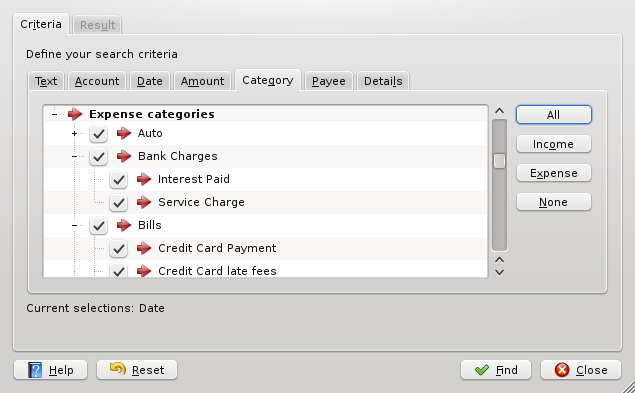 Criteria Result
Define your search criteria
Text Account Date Amount Category Payee Details
Expense categories
Auto
Bank Charges
Interest Paid
Service Charge
Bills
Credit Card Payment
Credit Card late fees
All
Income
Expense
None
Current selections: Date
Help Reset Find Close